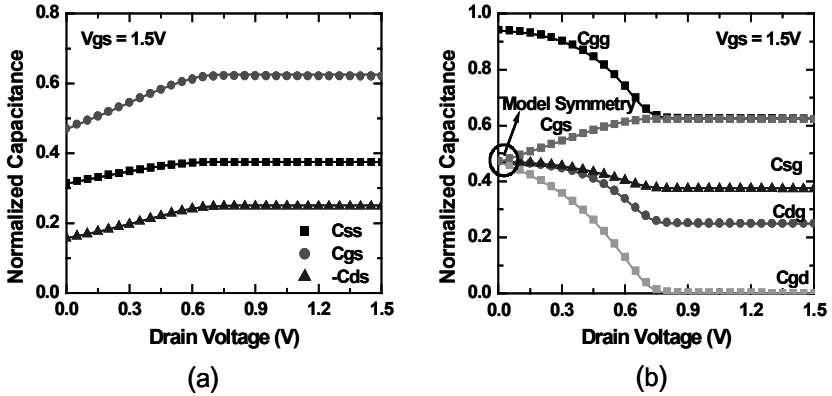 Vgs = 1.5V
Normalized Capacitance
0.8
0.6
0.4
0.2
0.0
Css
Cgs
-Cds
0.0 0.3 0.6 0.9 1.2 1.5
Drain Voltage (V)
(a)
Cgg
Vgs = 1.5V
Normalized Capacitance
1.0
0.8
0.6
0.4
0.2
0.0
Model Symmetry
Cgs
Csg
Cdg
Cgd
0.0 0.3 0.6 0.9 1.2 1.5
Drain Voltage (V)
(b)